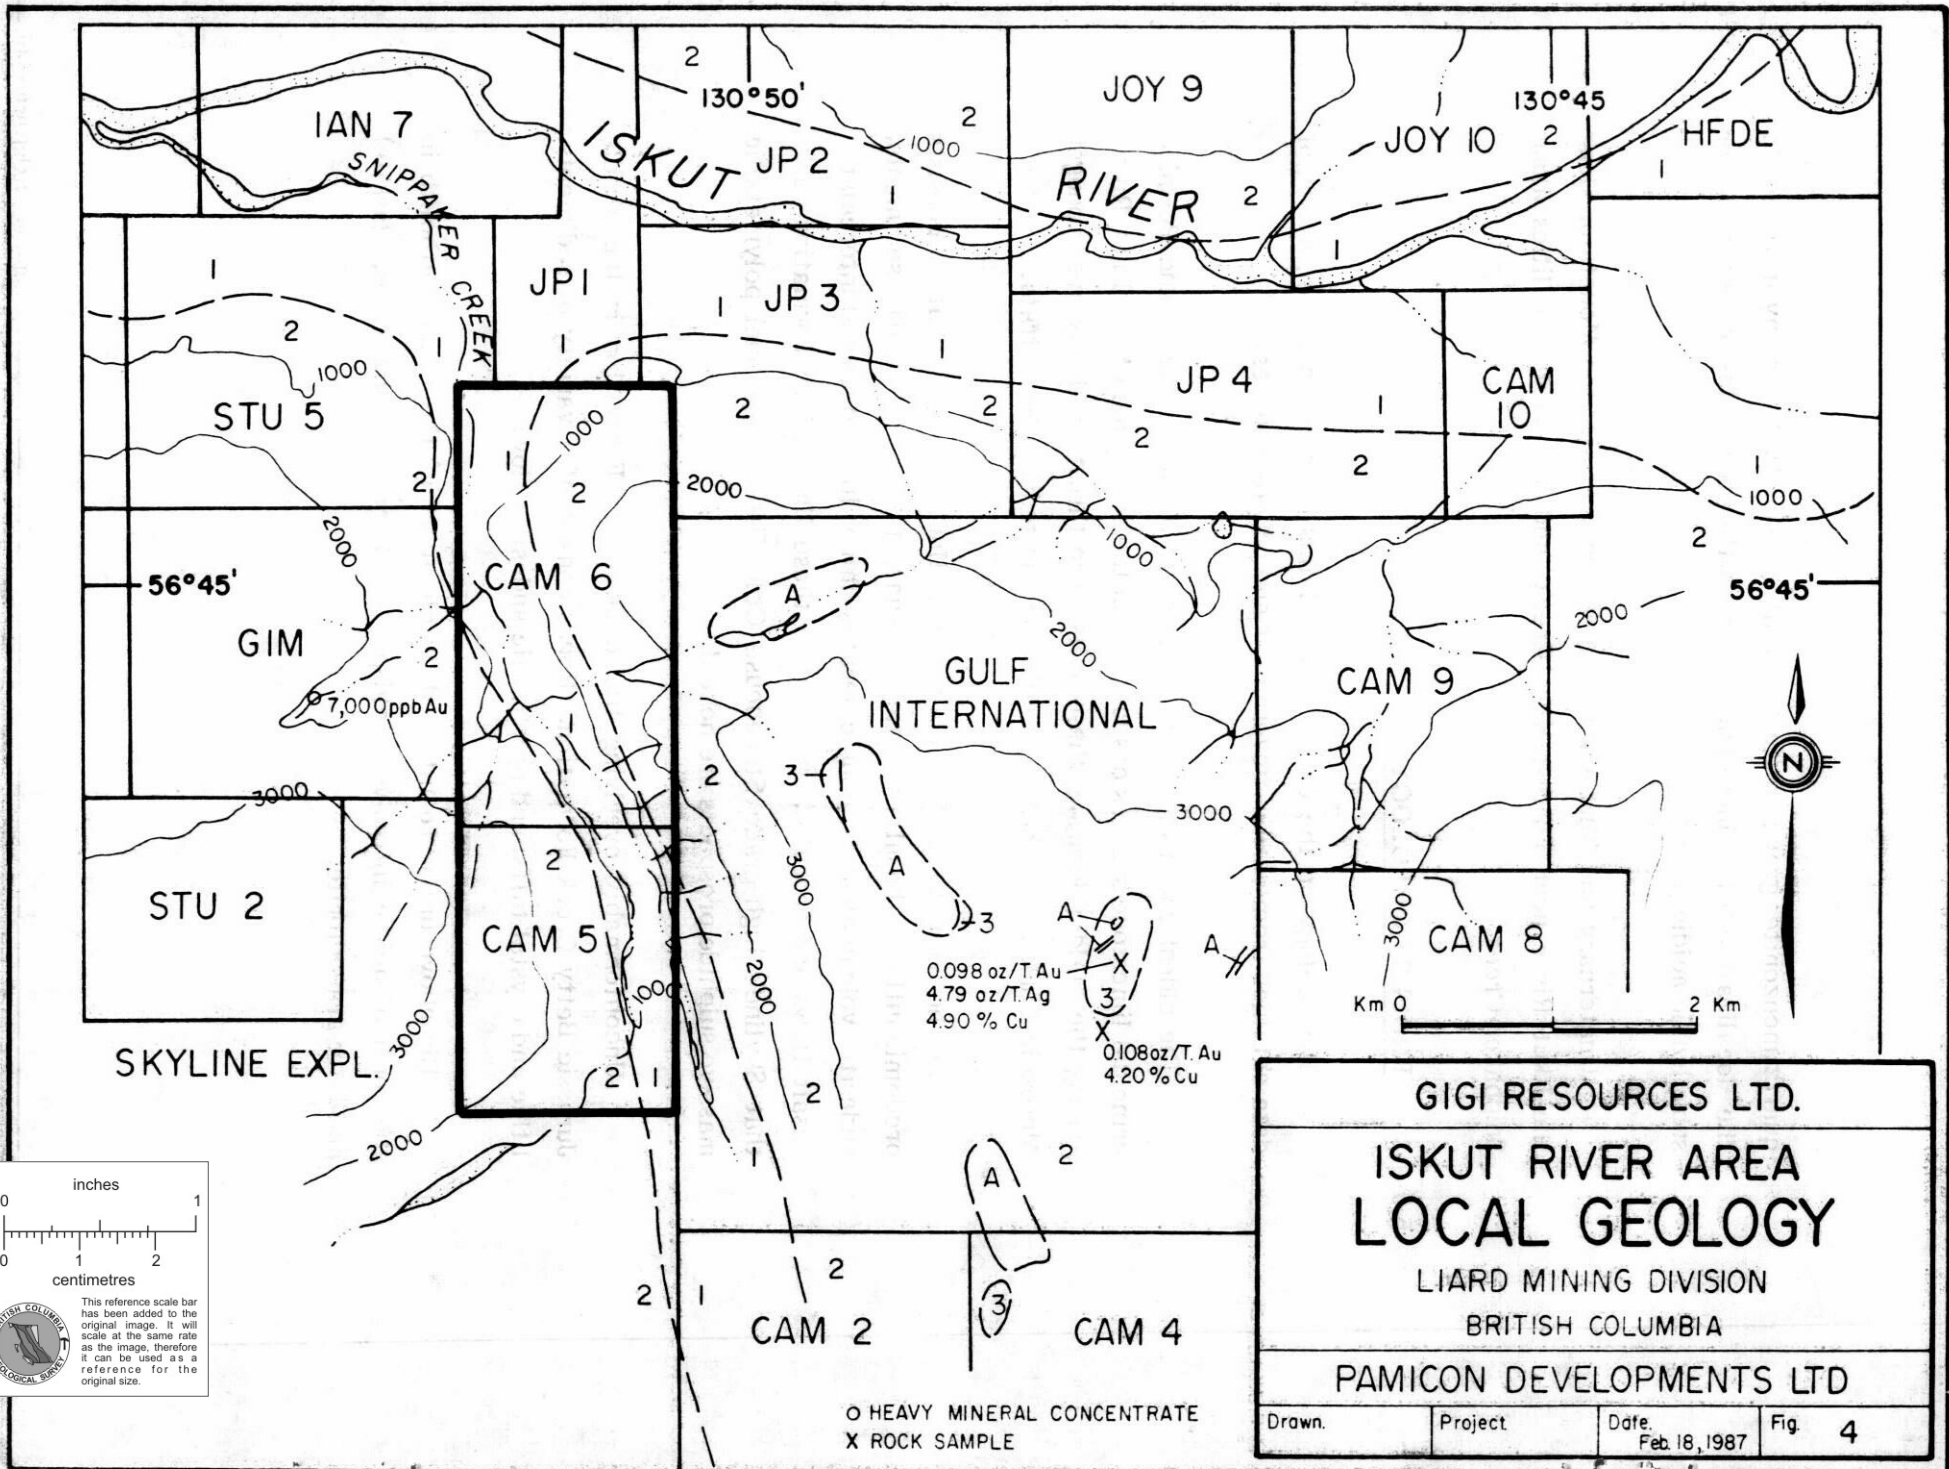 2
130°50'
2
JOY 9
130°45
2
JOY 10
HFDE
1
IAN 7
SNIPPAKER CREEK
ISKUT RIVER
JP 2
1000
1
2
1
1
2
1
JP1
1
1
JP 3
1
JP 4
CAM
10
1000
STU 5
1000
2
2
2
1
2
1
2
1
1000
2
2
2000
2000
56°45'
CAM 6
A
1000
2
56°45'
GIM
2
2000
2000
GULF
INTERNATIONAL
CAM 9
7,000ppb Au
1
2
3
N
3000
3000
STU 2
2
3000
A
3
A
A
3000
CAM 8
CAM 5
2000
1000
0.098 oz/T. Au
4.79 oz/T. Ag
4.90 % Cu
3
0.108oz/T. Au
4.20 % Cu
Km 0 2 Km
SKYLINE EXPL.
3000
2
1
2
2000
1
2
A
2
1
2
3
CAM 2
CAM 4
O HEAVY MINERAL CONCENTRATE
X ROCK SAMPLE
GIGI RESOURCES LTD.
ISKUT RIVER AREA
LOCAL GEOLOGY
LIARD MINING DIVISION
BRITISH COLUMBIA
PAMICON DEVELOPMENTS LTD
Drawn.
Project
Date.
Feb. 18, 1987
Fig. 4
inches
0 1
0 1 2
centimetres
This reference scale bar
has been added to the
original image. It will
scale at the same rate
as the image, therefore
it can be used as a
reference for the
original size.